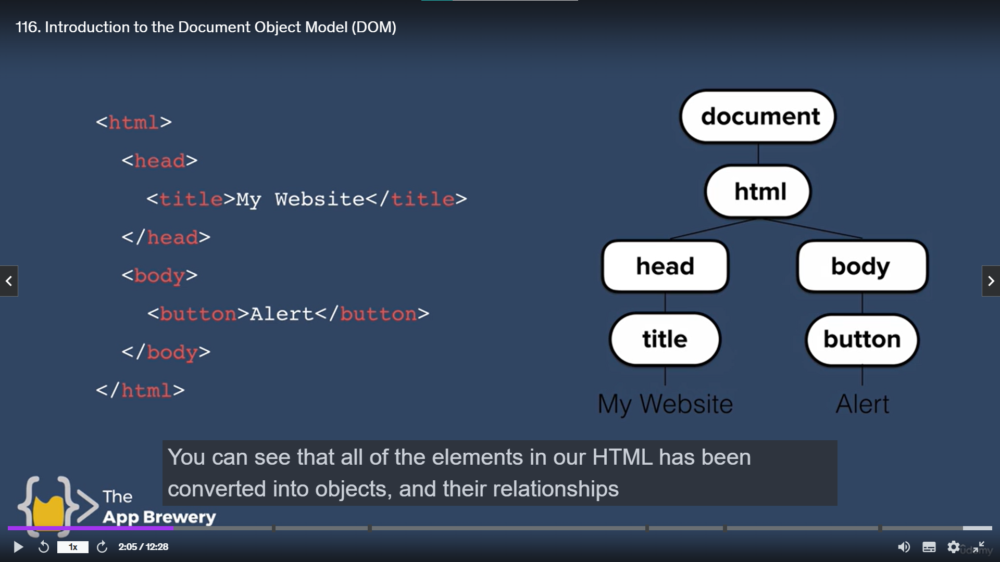 116. Introduction to the Document Object Model (DOM)
<html>
<head>
<title>My Website</title>
</head>
<body>
<button>Alert</button>
</body>
</html>
document
html
head body
title button
My Website Alert
You can see that all of the elements in our HTML has been
converted into objects, and their relationships
The
App Brewery
1x
2:05 / 12:28
ûdemy